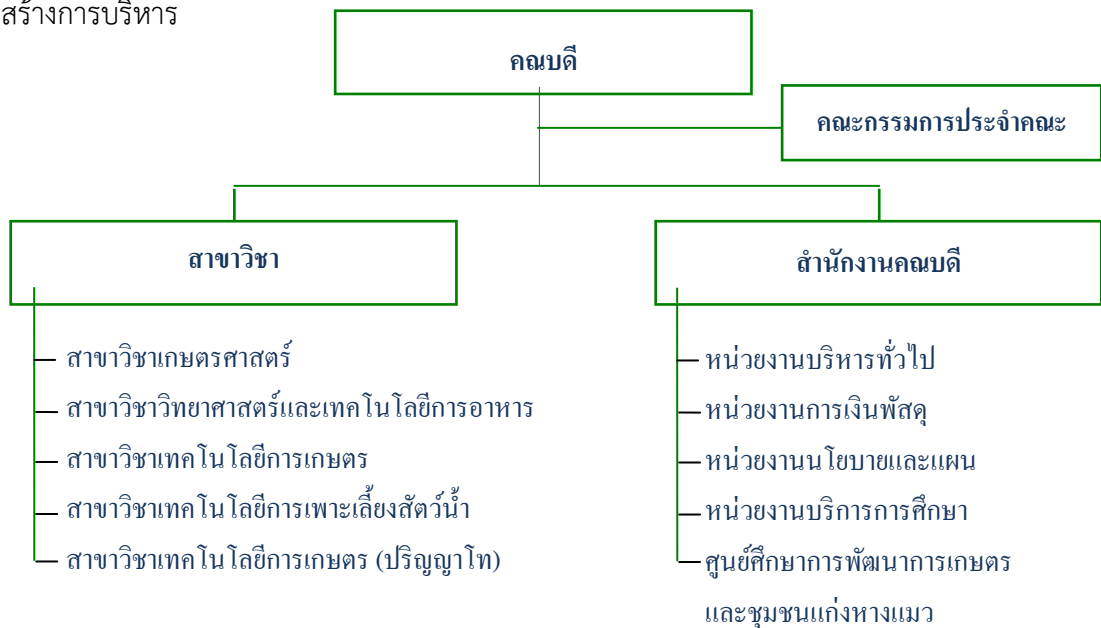 สร้างการบริหาร
คณบดี
คณะกรรมการประจำคณะ
สาขาวิชา
สาขาวิชาเกษตรศาสตร์
สาขาวิชาวิทยาศาสตร์และเทคโนโลยีการอาหาร
สาขาวิชาเทคโนโลยีการเกษตร
สาขาวิชาเทคโนโลยีการเพาะเลี้ยงสัตว์น้ำ
สาขาวิชาเทคโนโลยีการเกษตร (ปริญญาโท)
สำนักงานคณบดี
หน่วยงานบริหารทั่วไป
หน่วยงานการเงินพัสดุ
หน่วยงานนโยบายและแผน
หน่วยงานบริการการศึกษา
ศูนย์ศึกษาการพัฒนาการเกษตร
และชุมชนแก่งหางแมว